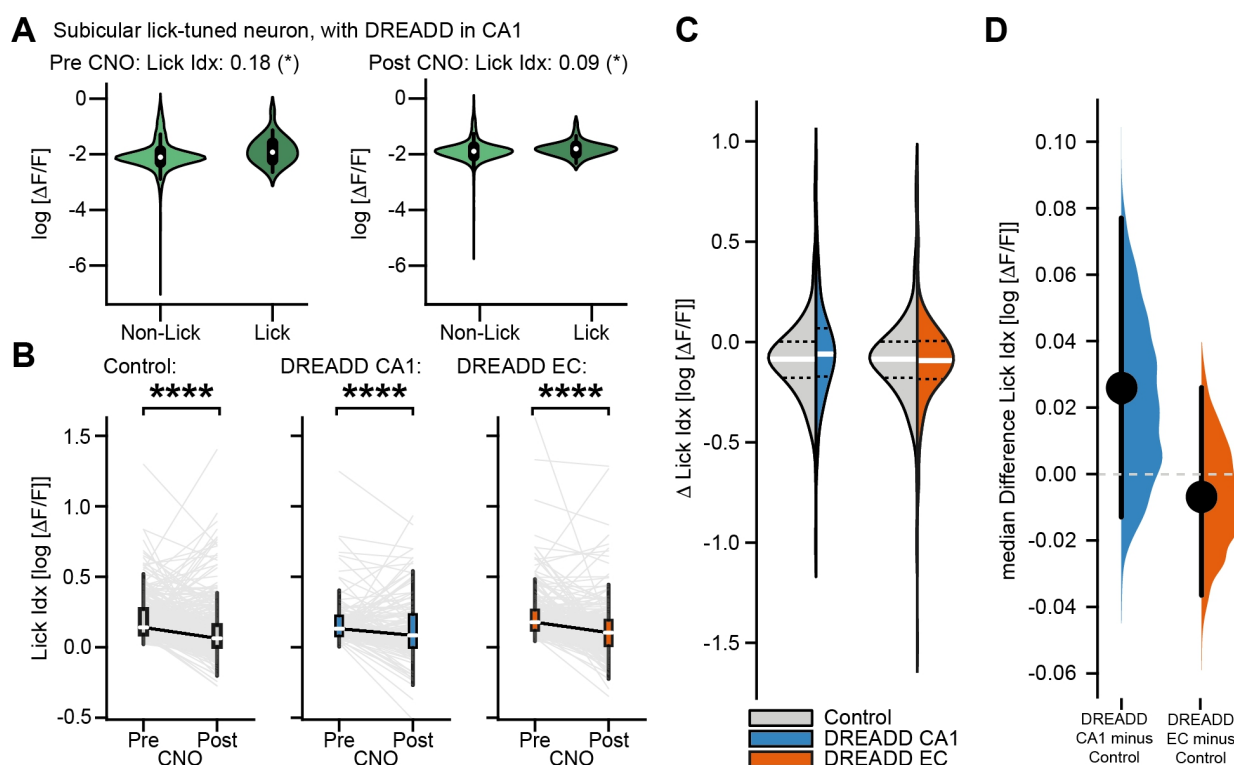 A Subicular lick-tuned neuron, with DREADD in CA1
Pre CNO: Lick Idx: 0.18 (*)
Post CNO: Lick Idx: 0.09 (*)
log [ΔF/F]
0
-2
-4
-6
Non-Lick
Lick
log [ΔF/F]
0
-2
-4
-6
Non-Lick
Lick
B
Control:
DREADD CA1:
DREADD EC:
****
****
****
Lick Idx [log [ΔF/F]]
1.5
1.0
0.5
0.0
-0.5
Pre
Post
CNO
Pre
Post
CNO
Pre
Post
CNO
C
Δ Lick Idx [log [ΔF/F]]
1.0
0.5
0.0
-0.5
-1.0
-1.5
Control
DREADD CA1
DREADD EC
D
median Difference Lick Idx [log [ΔF/F]]
0.10
0.08
0.06
0.04
0.02
0.00
-0.02
-0.04
-0.06
DREADD
CA1 minus
Control
DREADD
EC minus
Control